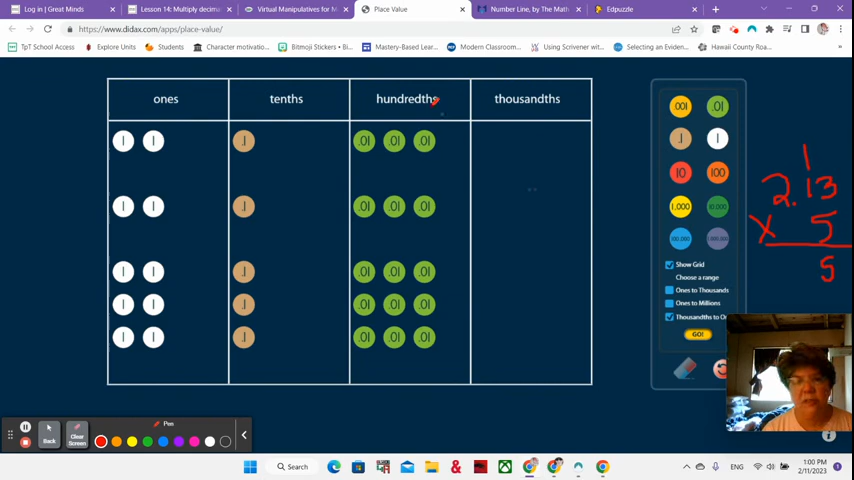 Log in | Great Minds
Lesson 14: Multiply decima
Virtual Manipulatives for M
Place Value
Number Line, by The Math
Edpuzzle
https://www.didax.com/apps/place-value/
TpT School Account
Explore Units
Students
Character motivatio...
Bitmoji Stickers | Bi...
Mastery-Based Lear...
Modern Classroom...
Using Scrivener wit...
Selecting an Eviden...
Hawaii County Roa...
ones tenths hundredths thousandths
1 1 .1 .01 .01 .01
1 1 .1 .01 .01 .01
1 1 .1 .01 .01 .01
1 1 .1 .01 .01 .01
1 1 .1 .01 .01 .01
.001 .01
.1 1
10 100
1,000 10,000
100,000 1,000,000
Show Grid
Choose a range
Ones to Thousands
Ones to Millions
Thousandths to On
GO!
1
2.13
X 5
5
Pen
Back
Clear
Screen
Search
ENG
1:00 PM
2/11/2023